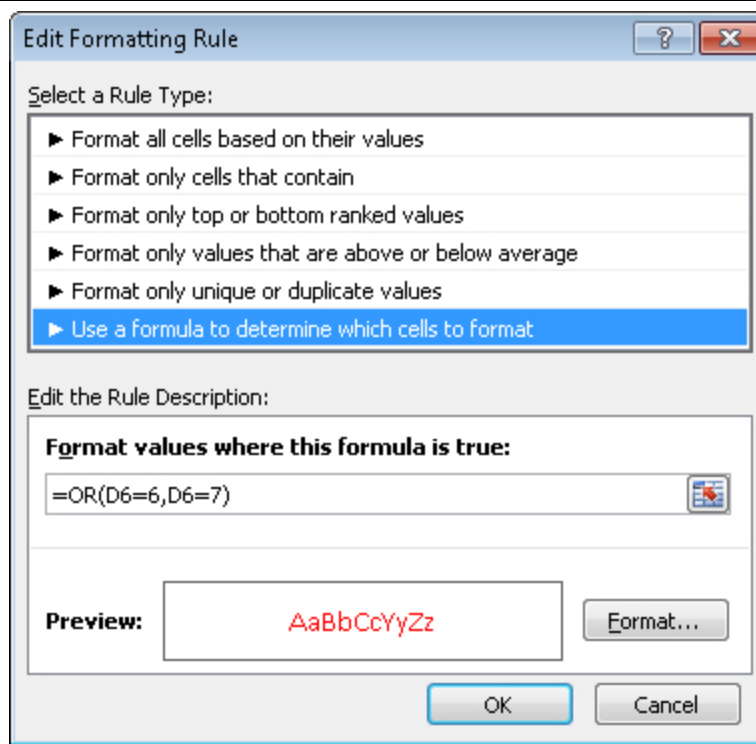 Edit Formatting Rule
Select a Rule Type:
► Format all cells based on their values
► Format only cells that contain
► Format only top or bottom ranked values
► Format only values that are above or below average
► Format only unique or duplicate values
► Use a formula to determine which cells to format
Edit the Rule Description:
Format values where this formula is true:
=OR(D6=6,D6=7)
Preview:
AaBbCcYyZz
Format...
OK
Cancel